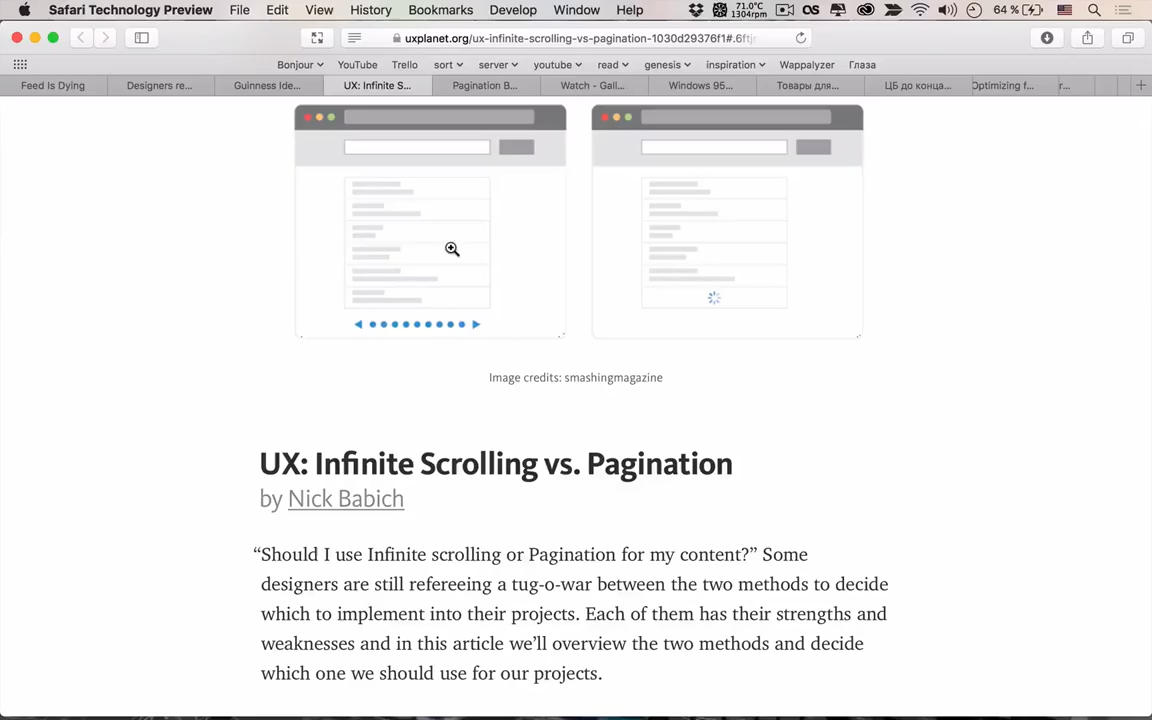 Safari Technology Preview File Edit View History Bookmarks Develop Window Help 71.0°C 1304rpm 64 %
uxplanet.org/ux-infinite-scrolling-vs-pagination-1030d29376f1#.6ftj
Bonjour YouTube Trello sort server youtube read genesis inspiration Wappalyzer Глаза
Feed Is Dying Designers re... Guinness Ide... UX: Infinite S... Pagination B... Watch - Gall... Windows 95... Товары для... ЦБ до конца... Optimizing f... r...
Image credits: smashingmagazine
UX: Infinite Scrolling vs. Pagination
by Nick Babich
“Should I use Infinite scrolling or Pagination for my content?” Some
designers are still refereeing a tug-o-war between the two methods to decide
which to implement into their projects. Each of them has their strengths and
weaknesses and in this article we’ll overview the two methods and decide
which one we should use for our projects.